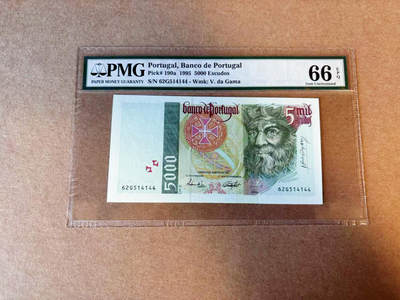 PMG
PAPER MONEY GUARANTY
Portugal, Banco de Portugal
Pick# 190a 1995 5000 Escudos
S/N 62G514144 - Wmk: V. da Gama
66 EPQ
Gem Uncirculated
Banco de Portugal
5 mil
5000
62G514144
62G514144